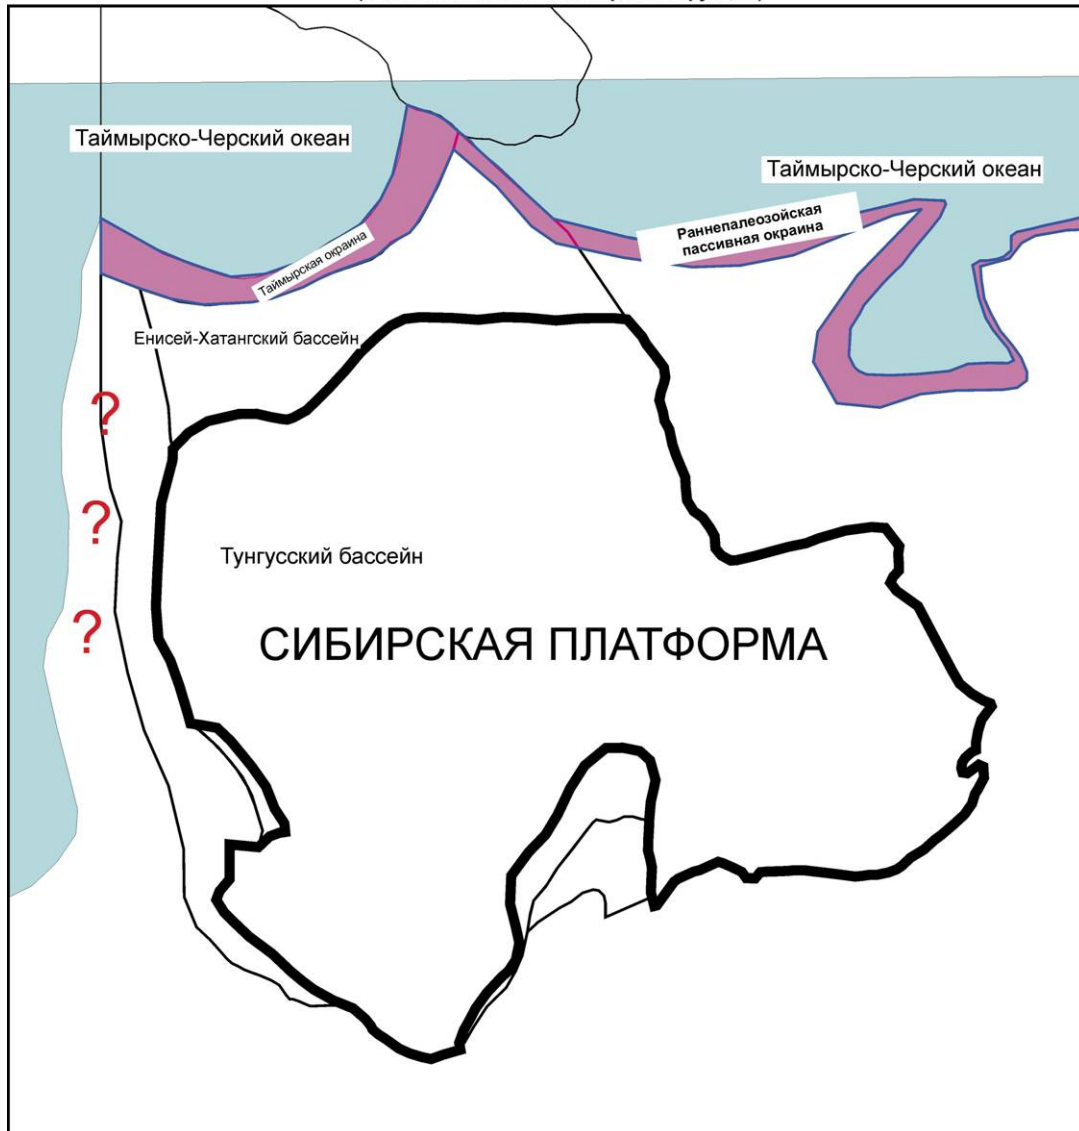 Таймырско-Черский океан
Таймырско-Черский океан
Раннепалеозойская
пассивная окраина
Таймырская окраина
Енисей-Хатангский бассейн
?
?
?
Тунгусский бассейн
СИБИРСКАЯ ПЛАТФОРМА